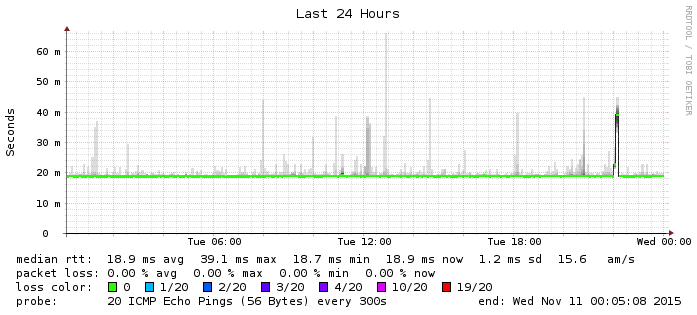 Last 24 Hours
RRDTOOL / TOBI OETIKER
Seconds
60 m
50 m
40 m
30 m
20 m
10 m
0
Tue 06:00 Tue 12:00 Tue 18:00 Wed 00:00
median rtt: 18.9 ms avg 39.1 ms max 18.7 ms min 18.9 ms now 1.2 ms sd 15.6 am/s
packet loss: 0.00 % avg 0.00 % max 0.00 % min 0.00 % now
loss color: 0 1/20 2/20 3/20 4/20 10/20 19/20
probe: 20 ICMP Echo Pings (56 Bytes) every 300s end: Wed Nov 11 00:05:08 2015